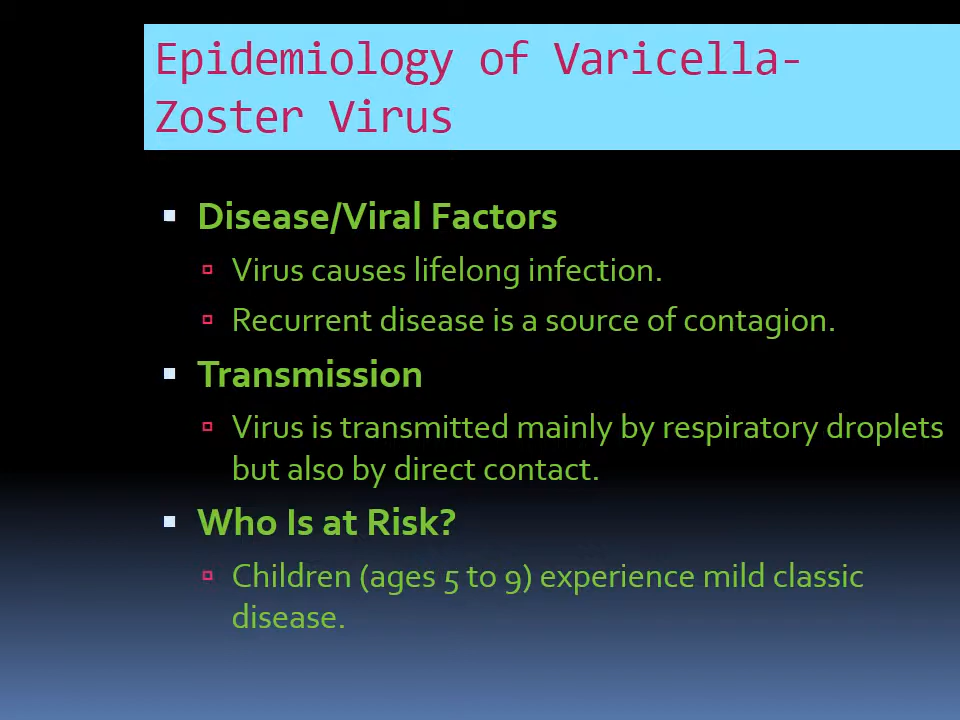 Epidemiology of Varicella-
Zoster Virus
Disease/Viral Factors
Virus causes lifelong infection.
Recurrent disease is a source of contagion.
Transmission
Virus is transmitted mainly by respiratory droplets
but also by direct contact.
Who Is at Risk?
Children (ages 5 to 9) experience mild classic
disease.